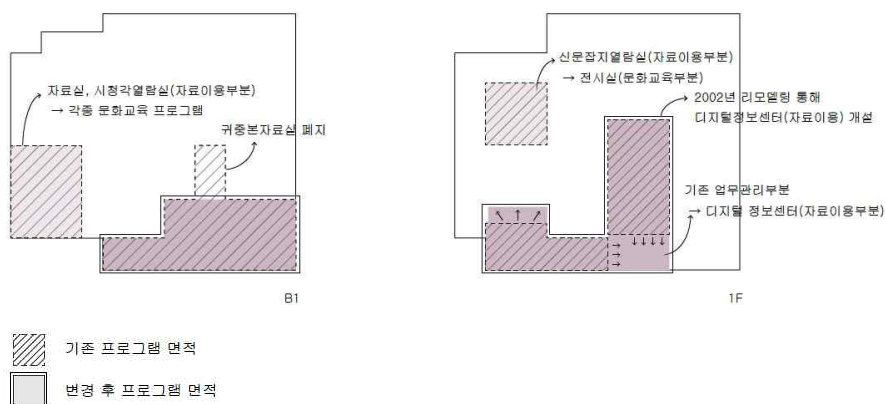 자료실, 시청각열람실(자료이용부분)
→ 각종 문화교육 프로그램
귀중본자료실 폐지
B1
신문잡지열람실(자료이용부분)
→ 전시실(문화교육부분)
2002년 리모델링 통해
디지털정보센터(자료이용) 개설
기존 업무관리부분
→ 디지털 정보센터(자료이용부분)
1F
기존 프로그램 면적
변경 후 프로그램 면적